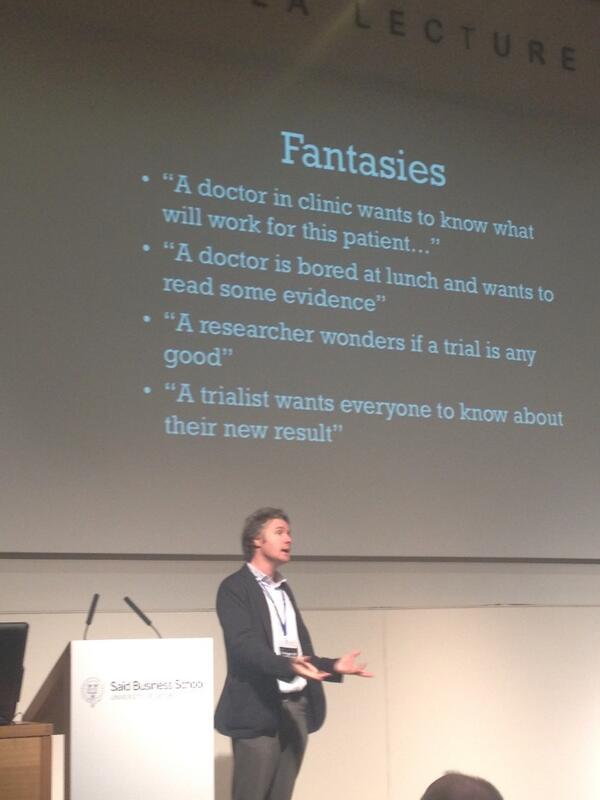 LA LECTURE
Fantasies
• “A doctor in clinic wants to know what
will work for this patient...”
• “A doctor is bored at lunch and wants to
read some evidence”
• “A researcher wonders if a trial is any
good”
• “A trialist wants everyone to know about
their new result”
Saïd Business School